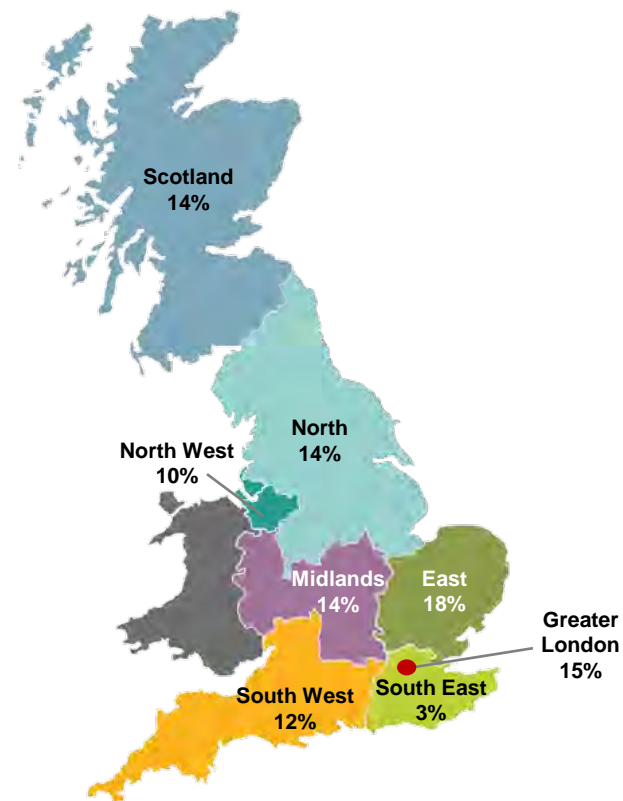 Scotland
14%
North
14%
North West
10%
Midlands
14%
East
18%
Greater
London
15%
South East
3%
South West
12%